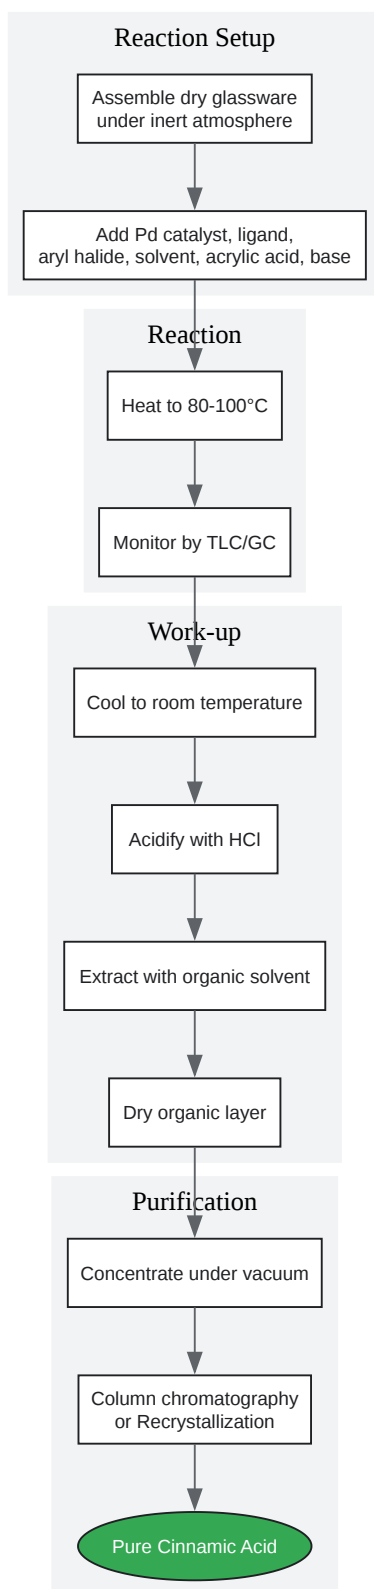 Reaction Setup
Assemble dry glassware
under inert atmosphere
Add Pd catalyst, ligand,
aryl halide, solvent, acrylic acid, base
Reaction
Heat to 80-100°C
Monitor by TLC/GC
Work-up
Cool to room temperature
Acidify with HCl
Extract with organic solvent
Dry organic layer
Purification
Concentrate under vacuum
Column chromatography
or Recrystallization
Pure Cinnamic Acid